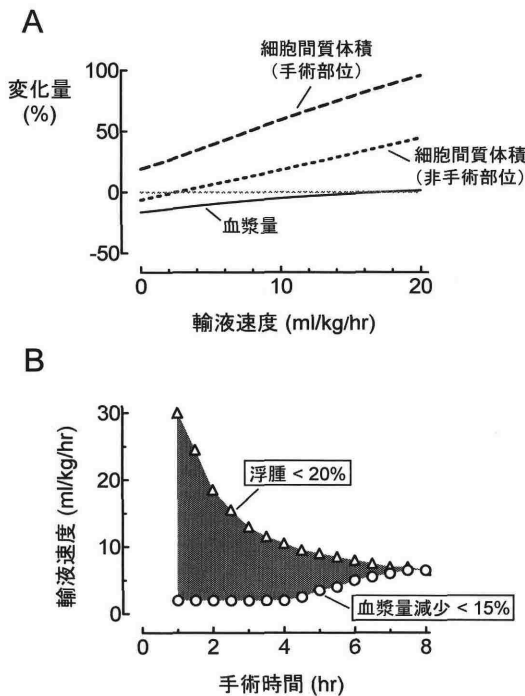 A
変化量
(%)
100
50
0
-50
細胞間質体積
(手術部位)
細胞間質体積
(非手術部位)
血漿量
0
10
20
輸液速度 (ml/kg/hr)
B
輸液速度 (ml/kg/hr)
30
20
10
0
浮腫 < 20%
血漿量減少 < 15%
0
2
4
6
8
手術時間 (hr)